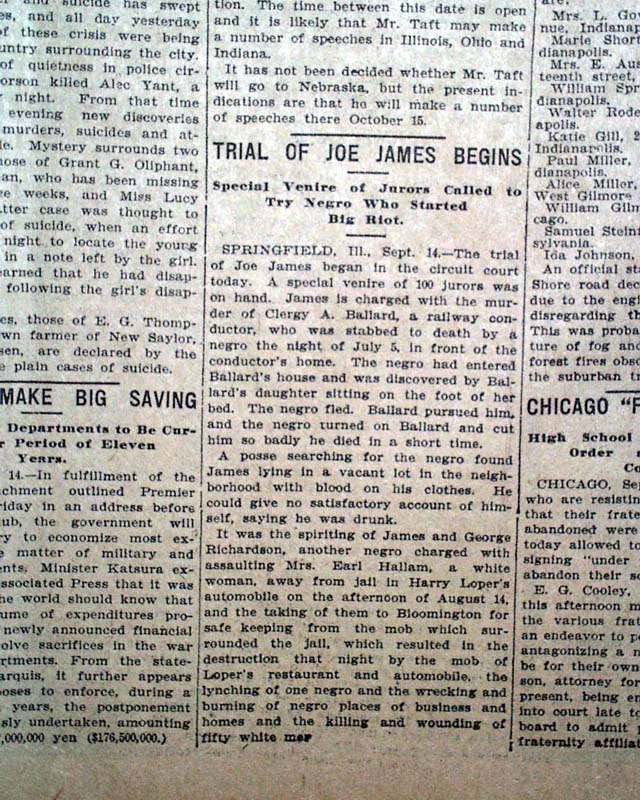 and suicide has swept
es, and all day yesterday
f these crises were being
untry surrounding the city.
of quietness in police cir-
orson killed Alec Yant, a
night. From that time
evening new discoveries
murders, suicides and at-
le. Mystery surrounds two
hose of Grant G. Oliphant,
an, who has been missing
ee weeks, and Miss Lucy
tter case was thought to
of suicide, when an effort
night to locate the young
in a note left by the girl.
earned that he had disap-
following the girl's disap-
es, those of E. G. Thomp-
own farmer of New Saylor,
sen, are declared by the
e plain cases of suicide.
MAKE BIG SAVING
Departments to Be Cur-
r Period of Eleven
Years.
14.—In fulfillment of the
chment outlined Premier
riday in an address before
ub, the government will
ry to economize most ex-
e matter of military and
ents. Minister Katsura ex-
ssociated Press that it was
he world should know that
ume of expenditures pro-
newly announced financial
olve sacrifices in the war
rtments. From the state-
arquis, it further appears
oses to enforce, during a
years, the postponement
sly undertaken, amounting
,000,000 yen ($176,500,000.)
tion. The time between this date is open
and it is likely that Mr. Taft may make
a number of speeches in Illinois, Ohio and
Indiana.
It has not been decided whether Mr. Taft
will go to Nebraska, but the present in-
dications are that he will make a number
of speeches there October 15.
TRIAL OF JOE JAMES BEGINS
Special Venire of Jurors Called to
Try Negro Who Started
Big Riot.
SPRINGFIELD, Ill., Sept. 14.—The trial
of Joe James began in the circuit court
today. A special venire of 100 jurors was
on hand. James is charged with the mur-
der of Clergy A. Ballard, a railway con-
ductor, who was stabbed to death by a
negro the night of July 5, in front of the
conductor's home. The negro had entered
Ballard's house and was discovered by Bal-
lard's daughter sitting on the foot of her
bed. The negro fled. Ballard pursued him,
and the negro turned on Ballard and cut
him so badly he died in a short time.
A posse searching for the negro found
James lying in a vacant lot in the neigh-
borhood with blood on his clothes. He
could give no satisfactory account of him-
self, saying he was drunk.
It was the spiriting of James and George
Richardson, another negro charged with
assaulting Mrs. Earl Hallam, a white
woman, away from jail in Harry Loper's
automobile on the afternoon of August 14,
and the taking of them to Bloomington for
safe keeping from the mob which sur-
rounded the jail, which resulted in the
destruction that night by the mob of
Loper's restaurant and automobile, the
lynching of one negro and the wrecking and
burning of negro places of business and
homes and the killing and wounding of
fifty white men
Mrs. L. Go
nue, Indianap
Marie Short
dianapolis.
Mrs. E. Aus
teenth street,
William Spr
dianapolis.
Walter Rode
apolis.
Katie Gill, 2
Indianapolis.
Paul Miller,
dianapolis.
Alice Miller,
West Gilmore
William Gilm
cago.
Samuel Steini
sylvania.
Ida Johnson,
An official st
Shore road dec
due to the engi
disregarding th
This was proba
ture of fog and
forest fires obsc
the suburban tr
CHICAGO "F
High School
Order a
Co
CHICAGO, Sep
who are resistin
that their frate
abandoned were
today allowed to
signing "under
abandon their s
E. G. Cooley,
this afternoon m
the various frat
an endeavor to pe
antagonizing a n
be for their own
son, attorney for
present, being en
into court late to
board to admit p
fraternity affiliat